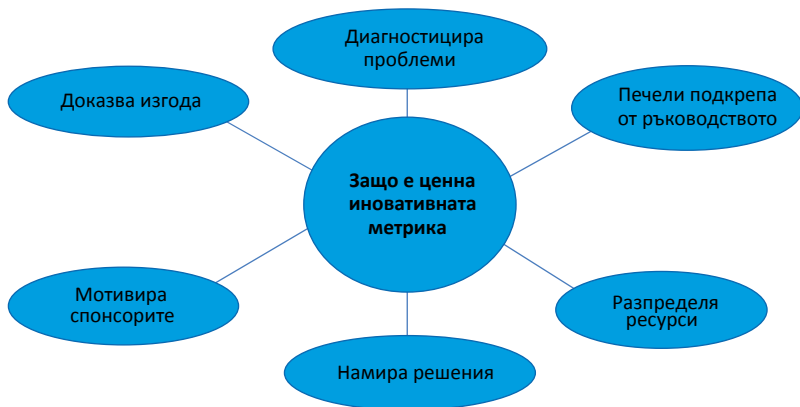 Диагностицира
проблеми
Доказва изгода
Печели подкрепа
от ръководството
Защо е ценна
иновативната
метрика
Мотивира
спонсорите
Разпределя
ресурси
Намира решения